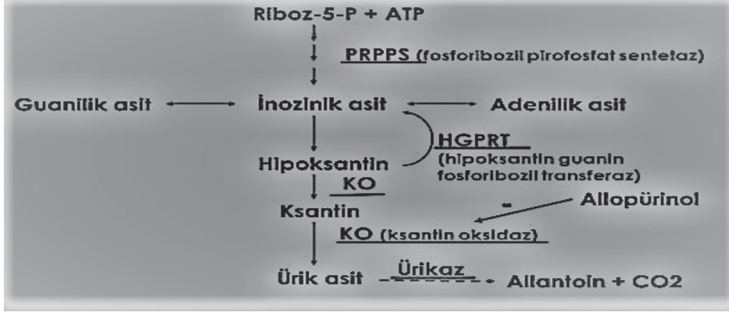 Riboz-5-P + ATP
PRPPS (fosforibozil pirofosfat sentetaz)
Guanilik asit
İnozinik asit
Adenilik asit
HGPRT
(hipoksantin guanin
fosforibozil transferaz)
Hipoksantin
KO
Allopürinol
-
Ksantin
KO (ksantin oksidaz)
Ürikaz
Ürik asit
Allantoin + CO2